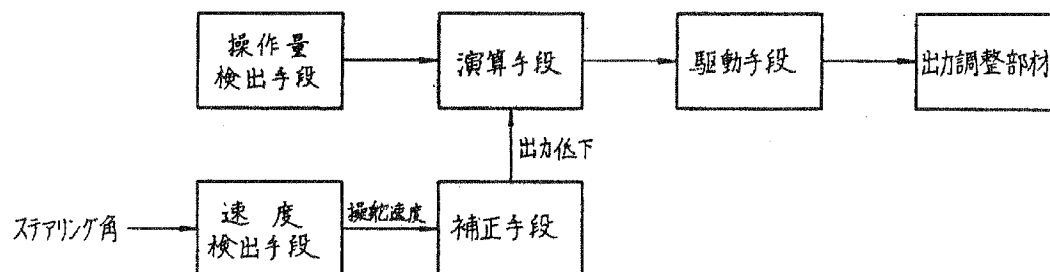 操作量
検出手段
演算手段
駆動手段
出力調整部材
出力低下
ステアリング角
速度
検出手段
操舵速度
補正手段